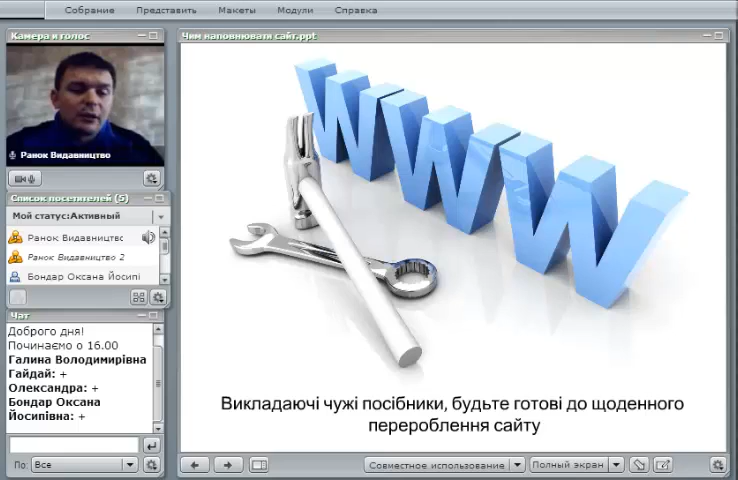 Собрание Представить Макеты Модули Справка
Камера и голос
Ранок Видавництво
Список посетителей (5)
Мой статус:Активный
Ранок Видавництвс
Ранок Видавництво 2
Бондар Оксана Йосипі
Чат
Доброго дня!
Починаємо о 16.00
Галина Володимирівна
Гайдай: +
Олександра: +
Бондар Оксана
Йосипівна: +
По: Все
Чим наповнювати сайт.ppt
WWW
Викладаючі чужі посібники, будьте готові до щоденного
перероблення сайту
Совместное использование Полный экран